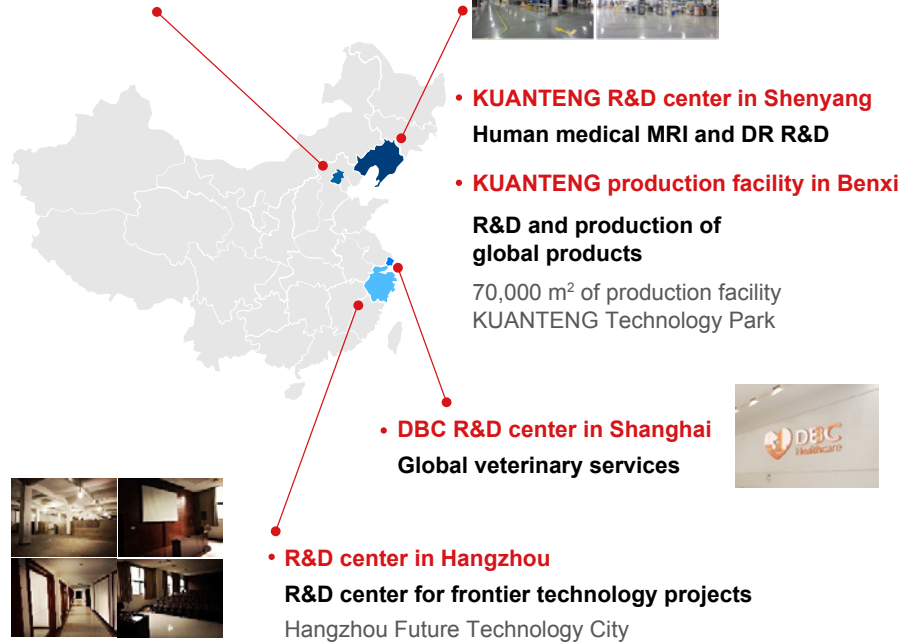 • KUANTENG R&D center in Shenyang
Human medical MRI and DR R&D
• KUANTENG production facility in Benxi
R&D and production of
global products
70,000 m² of production facility
KUANTENG Technology Park
• DBC R&D center in Shanghai
Global veterinary services
DBC
Healthcare
• R&D center in Hangzhou
R&D center for frontier technology projects
Hangzhou Future Technology City